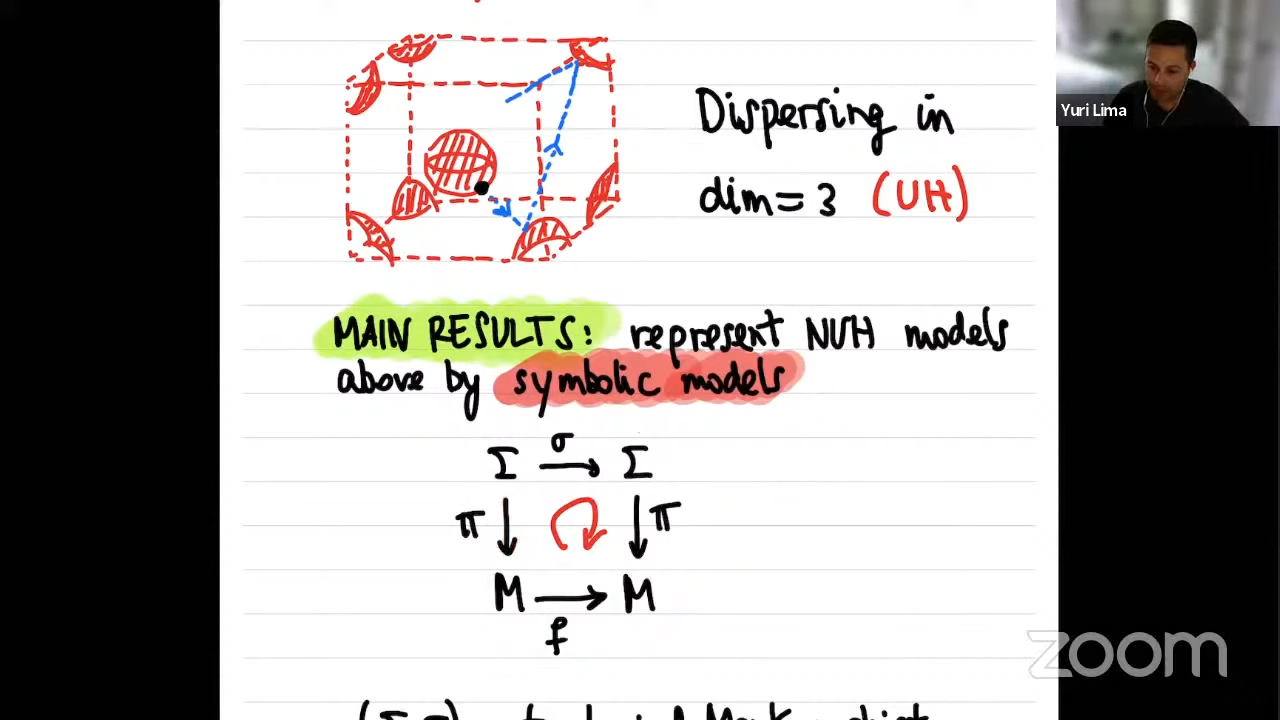 Yuri Lima
Dispersing in
dim = 3 (UH)
MAIN RESULTS: represent NUH models
above by symbolic models
Σ σ→ Σ
π ↓ ↓ π
M → M
f
(Σ, σ)
zoom